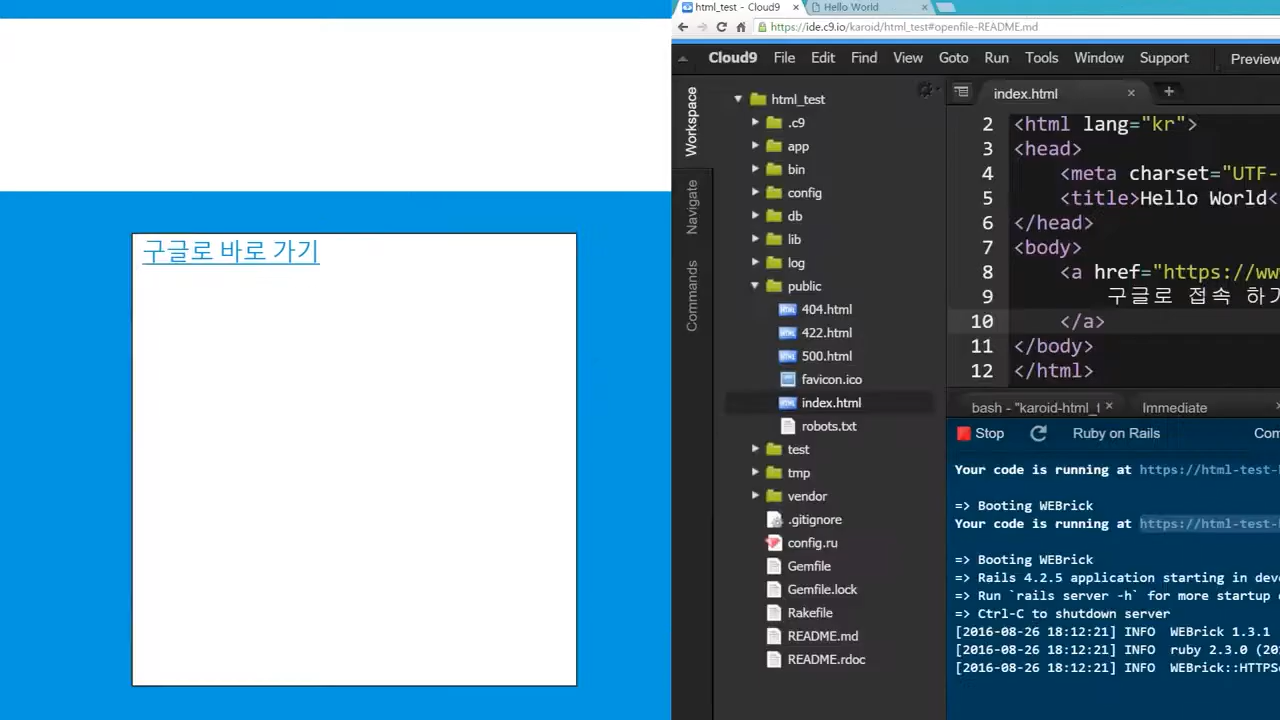 구글로 바로 가기
html_test - Cloud9
Hello World
https://ide.c9.io/karoid/html_test#openfile-README.md
Cloud9 File Edit Find View Goto Run Tools Window Support Preview
Workspace
Navigate
Commands
html_test
.c9
app
bin
config
db
lib
log
public
404.html
422.html
500.html
favicon.ico
index.html
robots.txt
test
tmp
vendor
.gitignore
config.ru
Gemfile
Gemfile.lock
Rakefile
README.md
README.rdoc
index.html
2 <html lang="kr">
3 <head>
4 <meta charset="UTF-
5 <title>Hello World<
6 </head>
7 <body>
8 <a href="https://ww
9 구글로 접속 하기
10 </a>
11 </body>
12 </html>
bash - "karoid-html_t
Immediate
Stop
Ruby on Rails
Com
Your code is running at https://html-test-
=> Booting WEBrick
Your code is running at https://html-test-
=> Booting WEBrick
=> Rails 4.2.5 application starting in deve
=> Run `rails server -h` for more startup
=> Ctrl-C to shutdown server
[2016-08-26 18:12:21] INFO WEBrick 1.3.1
[2016-08-26 18:12:21] INFO ruby 2.3.0 (20
[2016-08-26 18:12:21] INFO WEBrick::HTTPS